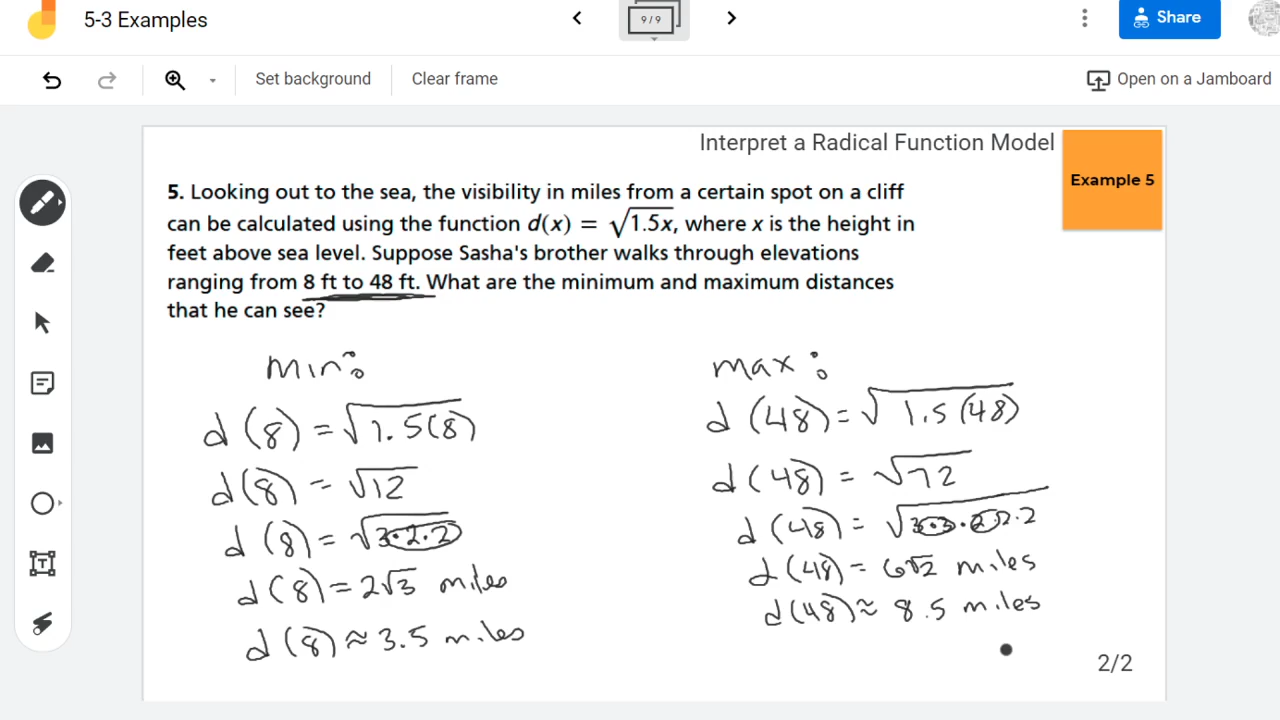 5-3 Examples
9/9
Share
Set background
Clear frame
Open on a Jamboard
Interpret a Radical Function Model
Example 5
5. Looking out to the sea, the visibility in miles from a certain spot on a cliff
can be calculated using the function d(x) = √1.5x, where x is the height in
feet above sea level. Suppose Sasha's brother walks through elevations
ranging from 8 ft to 48 ft. What are the minimum and maximum distances
that he can see?
Min:
d(8) = √1.5(8)
d(8) = √12
d(8) = √3·2·2
d(8) = 2√3 miles
d(8) ≈ 3.5 miles
max:
d(48) = √1.5(48)
d(48) = √72
d(48) = √3·3·2·2·2
d(48) = 6√2 miles
d(48) ≈ 8.5 miles
2/2